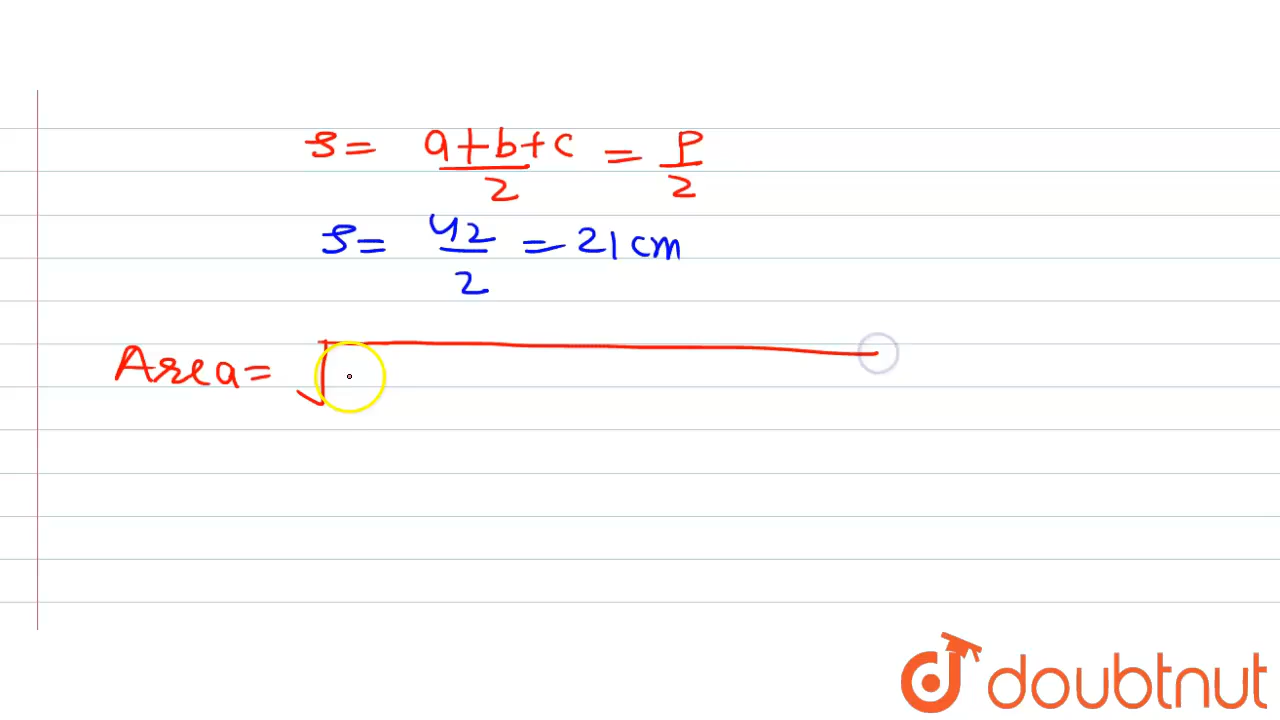 s = a+b+c/2 = P/2
s = 42/2 = 21 cm
Area = √
doubtnut